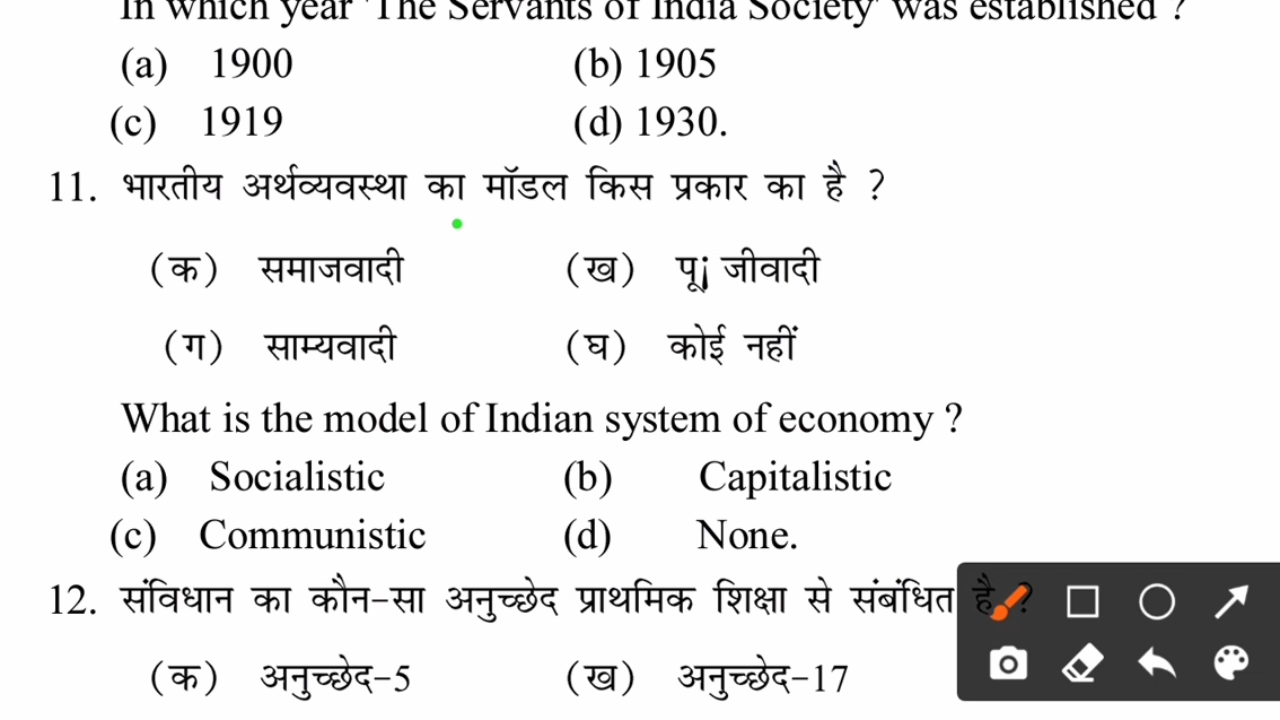 In which year 'The Servants of India Society' was established ?
(a) 1900 (b) 1905
(c) 1919 (d) 1930.
11. भारतीय अर्थव्यवस्था का मॉडल किस प्रकार का है ?
(क) समाजवादी (ख) पू¡जीवादी
(ग) साम्यवादी (घ) कोई नहीं
What is the model of Indian system of economy ?
(a) Socialistic (b) Capitalistic
(c) Communistic (d) None.
12. संविधान का कौन-सा अनुच्छेद प्राथमिक शिक्षा से संबंधित है ?
(क) अनुच्छेद-5 (ख) अनुच्छेद-17